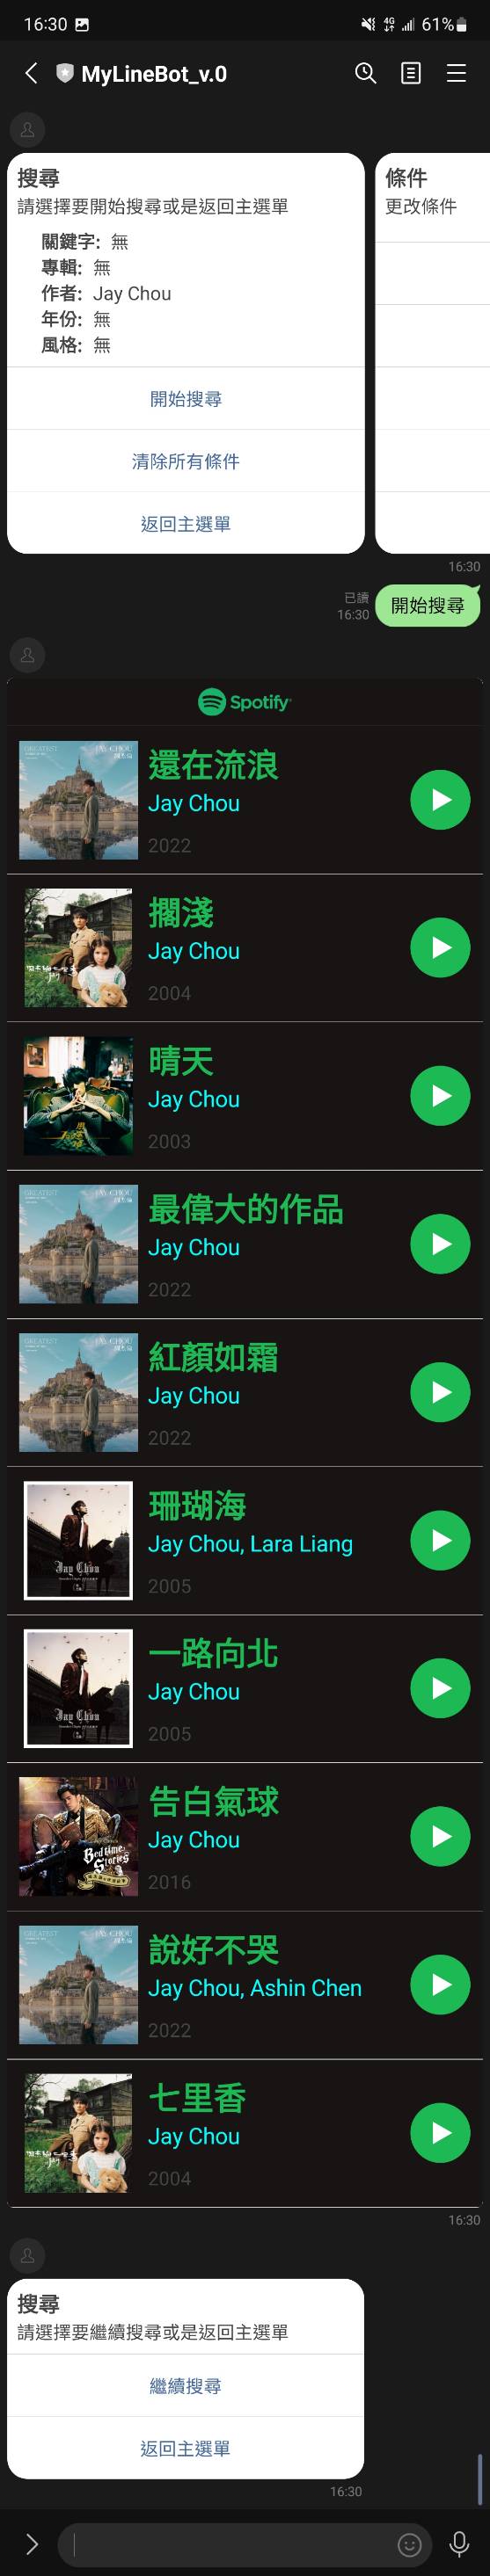 16:30
4G
61%
MyLineBot_v.0
搜尋
請選擇要開始搜尋或是返回主選單
關鍵字: 無
專輯: 無
作者: Jay Chou
年份: 無
風格: 無
開始搜尋
清除所有條件
返回主選單
條件
更改條件
16:30
已讀
16:30
開始搜尋
Spotify
還在流浪
Jay Chou
2022
擱淺
Jay Chou
2004
晴天
Jay Chou
2003
最偉大的作品
Jay Chou
2022
紅顏如霜
Jay Chou
2022
珊瑚海
Jay Chou, Lara Liang
2005
一路向北
Jay Chou
2005
告白氣球
Jay Chou
2016
說好不哭
Jay Chou, Ashin Chen
2022
七里香
Jay Chou
2004
16:30
搜尋
請選擇要繼續搜尋或是返回主選單
繼續搜尋
返回主選單
16:30